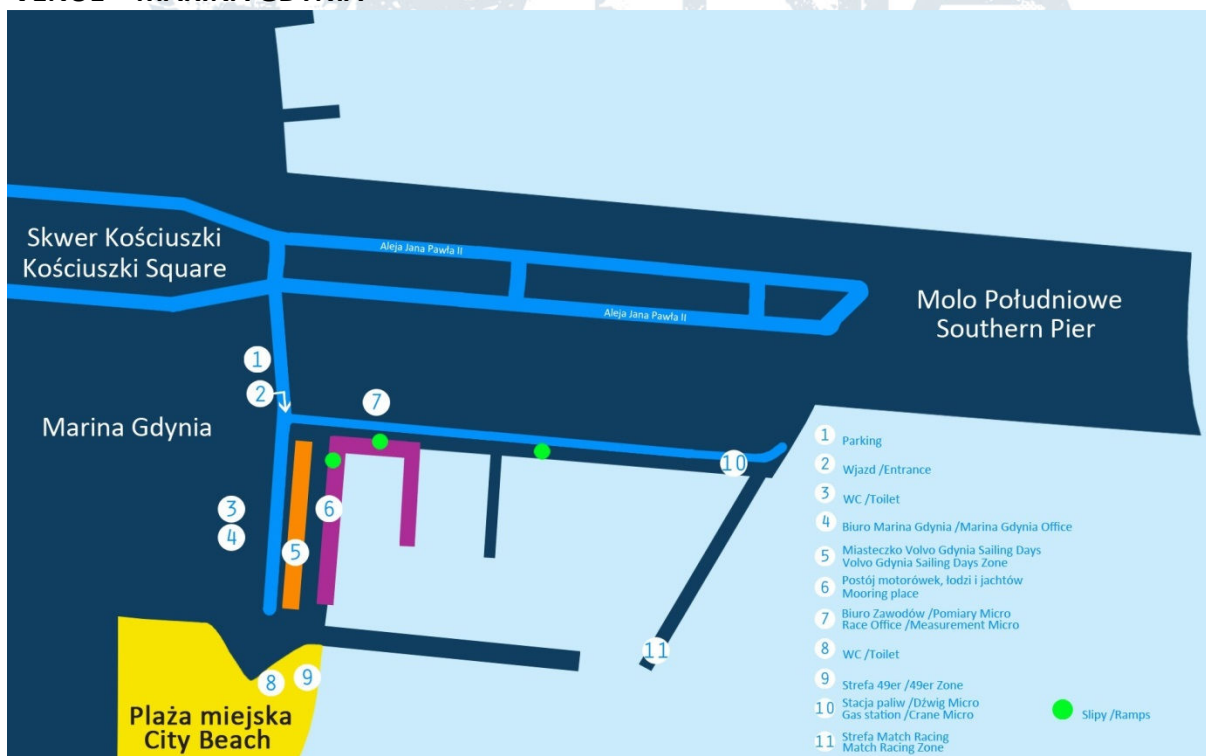 Skwer Kościuszki
Kościuszki Square
Aleja Jana Pawła II
Aleja Jana Pawła II
Molo Południowe
Southern Pier
1
2
7
Marina Gdynia
10
3
4
6
5
11
8
9
Plaża miejska
City Beach
1 Parking
2 Wjazd /Entrance
3 WC /Toilet
4 Biuro Marina Gdynia /Marina Gdynia Office
5 Miasteczko Volvo Gdynia Sailing Days
Volvo Gdynia Sailing Days Zone
6 Postój motorówek, łodzi i jachtów
Mooring place
7 Biuro Zawodów /Pomiary Micro
Race Office /Measurement Micro
8 WC /Toilet
9 Strefa 49er /49er Zone
10 Stacja paliw /Dźwig Micro
Gas station /Crane Micro
11 Strefa Match Racing
Match Racing Zone
Slipy /Ramps